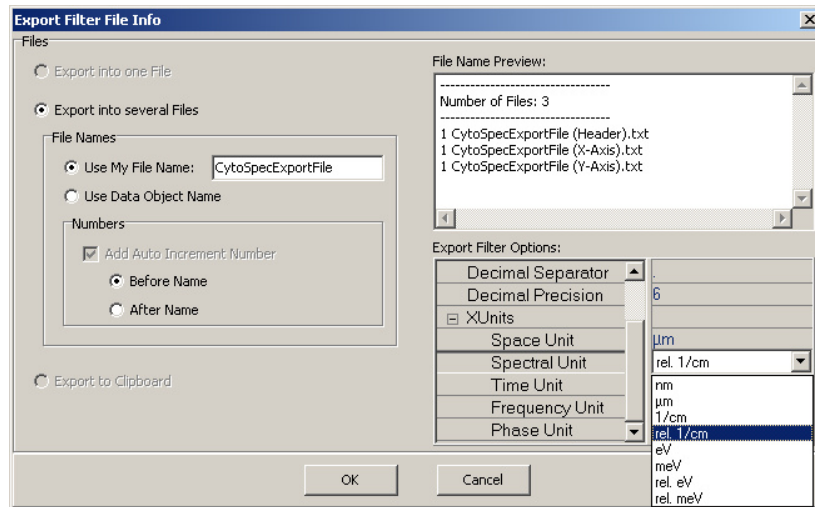 Export Filter File Info
Files
Export into one File
Export into several Files
File Names
Use My File Name: CytoSpecExportFile
Use Data Object Name
Numbers
Add Auto Increment Number
Before Name
After Name
Export to Clipboard
File Name Preview:
----------------------------------
Number of Files: 3
----------------------------------
1 CytoSpecExportFile (Header).txt
1 CytoSpecExportFile (X-Axis).txt
1 CytoSpecExportFile (Y-Axis).txt
Export Filter Options:
Decimal Separator .
Decimal Precision 6
XUnits
Space Unit µm
Spectral Unit rel. 1/cm
Time Unit
Frequency Unit
Phase Unit
nm
µm
1/cm
rel. 1/cm
eV
meV
rel. eV
rel. meV
OK
Cancel